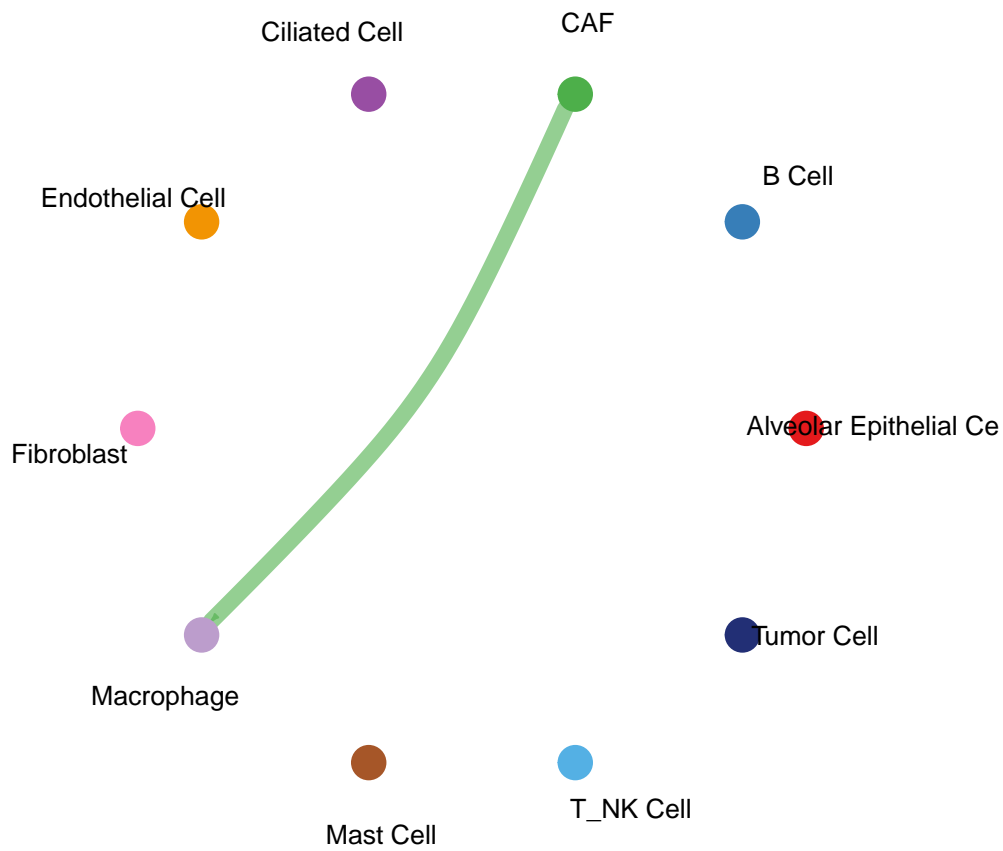 CAF
Ciliated Cell
B Cell
Endothelial Cell
Alveolar Epithelial Ce
Fibroblast
Tumor Cell
Macrophage
T_NK Cell
Mast Cell